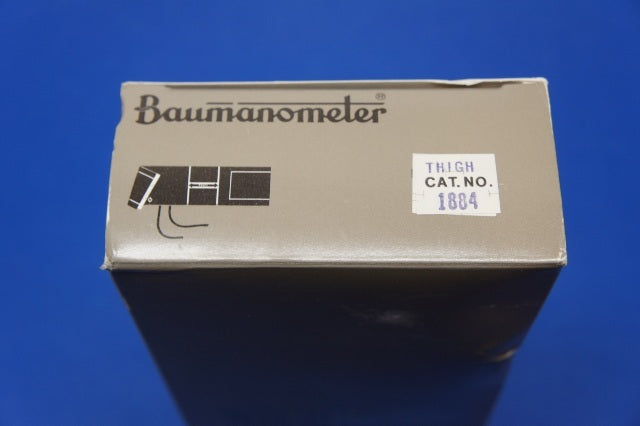 Baumanometer®
THIGH
CAT. NO.
1884